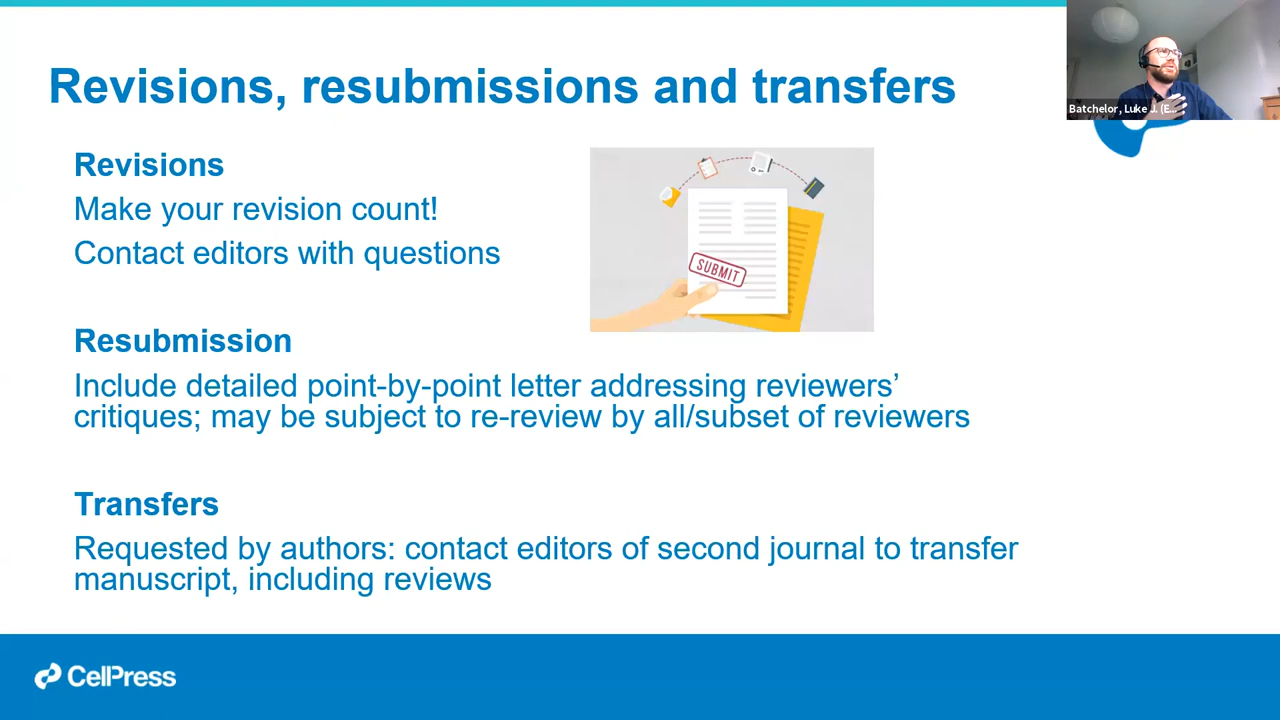 Revisions, resubmissions and transfers
Batchelor, Luke J. (E...
Revisions
Make your revision count!
Contact editors with questions
SUBMIT
Resubmission
Include detailed point-by-point letter addressing reviewers’
critiques; may be subject to re-review by all/subset of reviewers
Transfers
Requested by authors: contact editors of second journal to transfer
manuscript, including reviews
CellPress